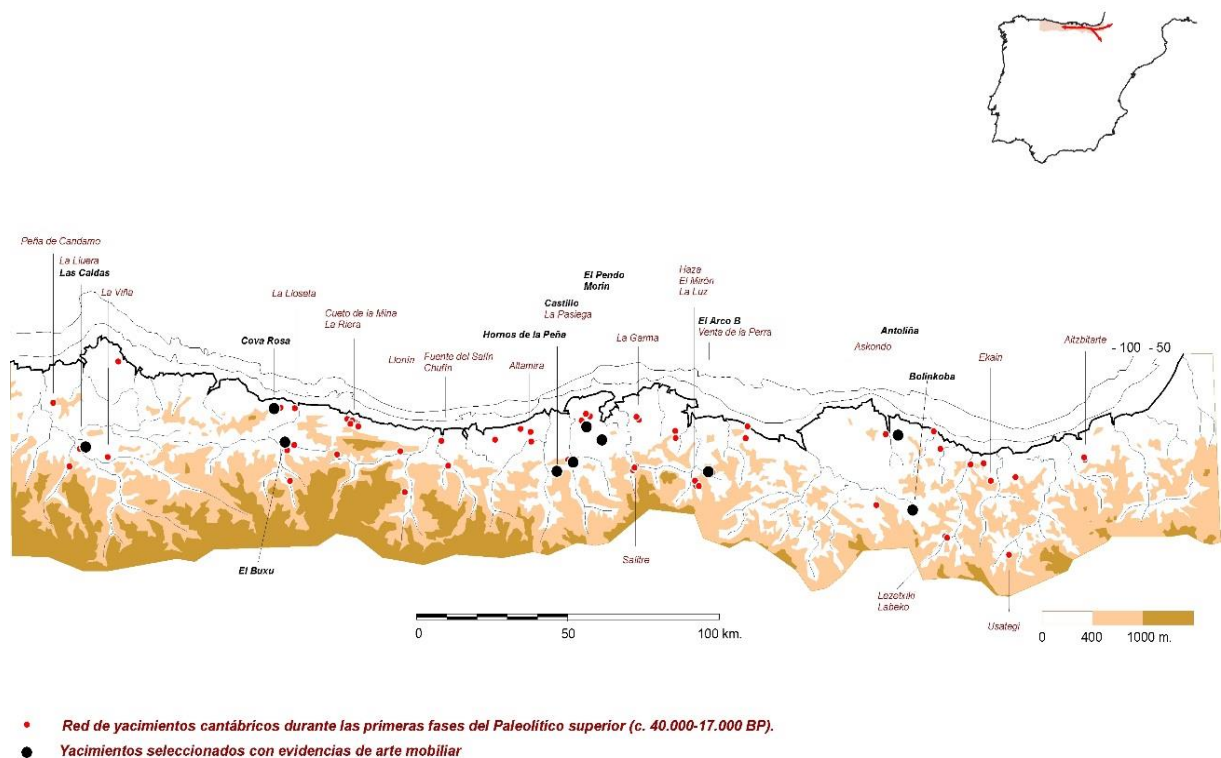 Peña de Candamo
La Lluera
Las Caldas
La Viña
La Lloseta
Cova Rosa
Cueto de la Mina
La Riera
Llonín
Fuente del Salín
Chufín
Altamira
Hornos de la Peña
Castillo
La Pasiega
El Pendo
Morín
La Garma
Haza
El Mirón
La Luz
El Arco B
Venta de la Perra
Antoliña
Askondo
Bolinkoba
Ekain
Aitzbitarte
- 100 - 50
El Buxu
Salitre
Lezetxiki
Labeko
Usategi
0 50 100 km.
0 400 1000 m.
Red de yacimientos cantábricos durante las primeras fases del Paleolítico superior (c. 40.000-17.000 BP).
Yacimientos seleccionados con evidencias de arte mobiliar